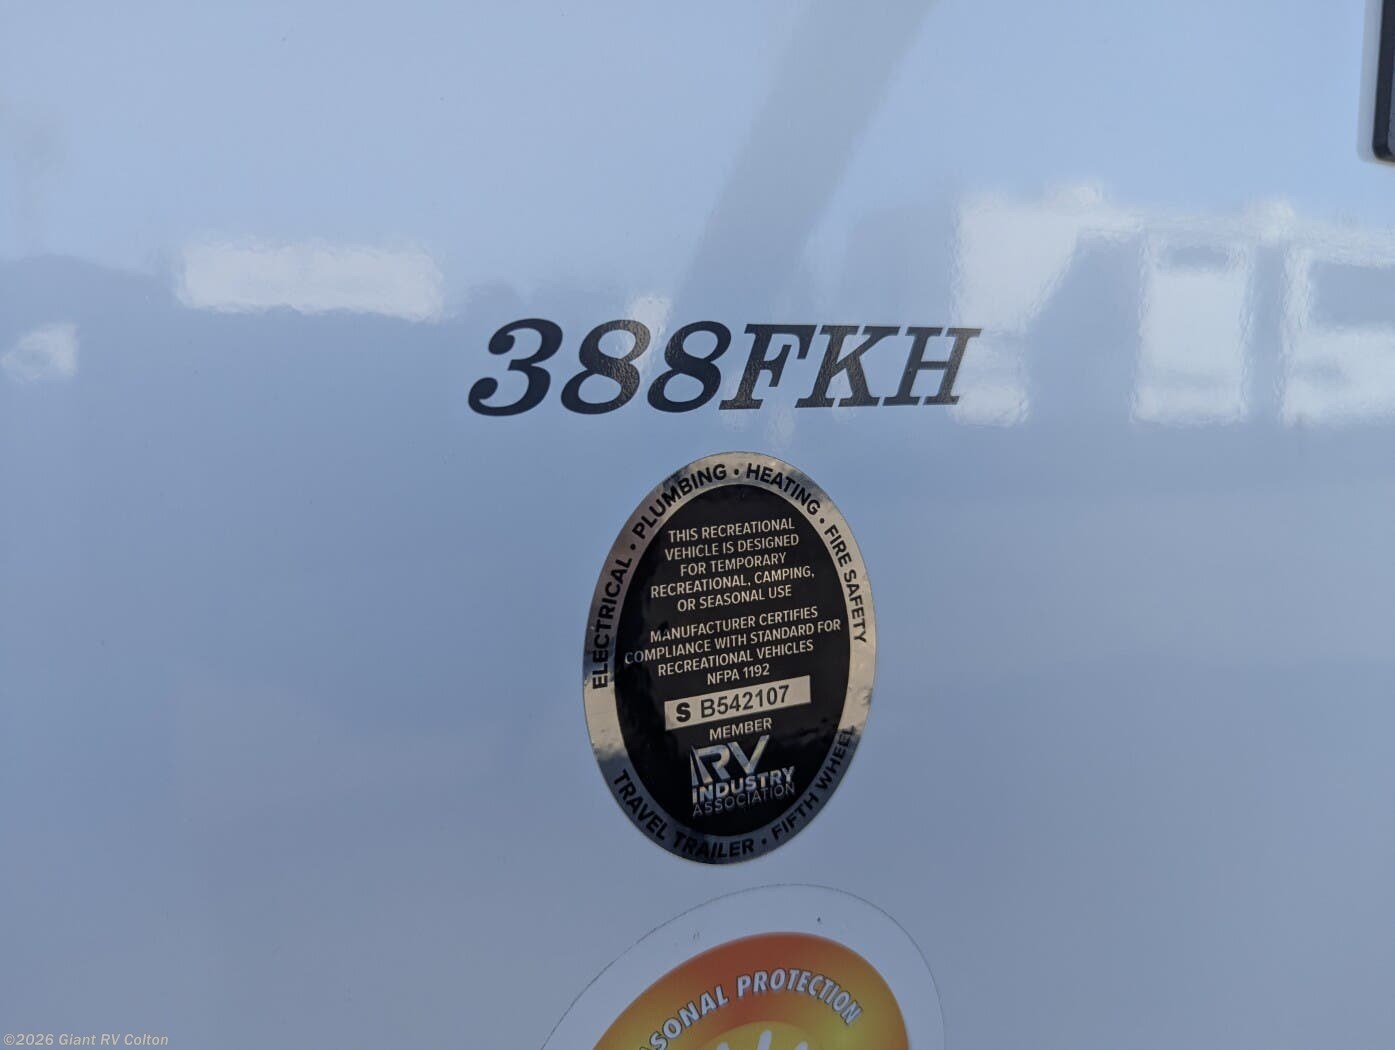 388FKH
ELECTRICAL • PLUMBING • HEATING • FIRE SAFETY
THIS RECREATIONAL
VEHICLE IS DESIGNED
FOR TEMPORARY
RECREATIONAL, CAMPING,
OR SEASONAL USE
MANUFACTURER CERTIFIES
COMPLIANCE WITH STANDARD FOR
RECREATIONAL VEHICLES
NFPA 1192
S B542107
MEMBER
RV
INDUSTRY
ASSOCIATION
TRAVEL TRAILER • FIFTH WHEEL
SONAL PROTECTION
©2026 Giant RV Colton